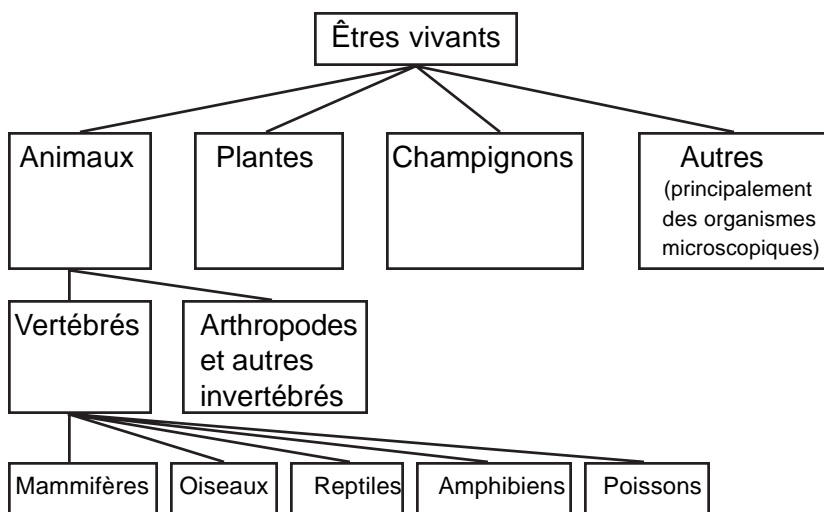 Êtres vivants
Animaux
Plantes
Champignons
Autres
(principalement
des organismes
microscopiques)
Vertébrés
Arthropodes
et autres
invertébrés
Mammifères
Oiseaux
Reptiles
Amphibiens
Poissons